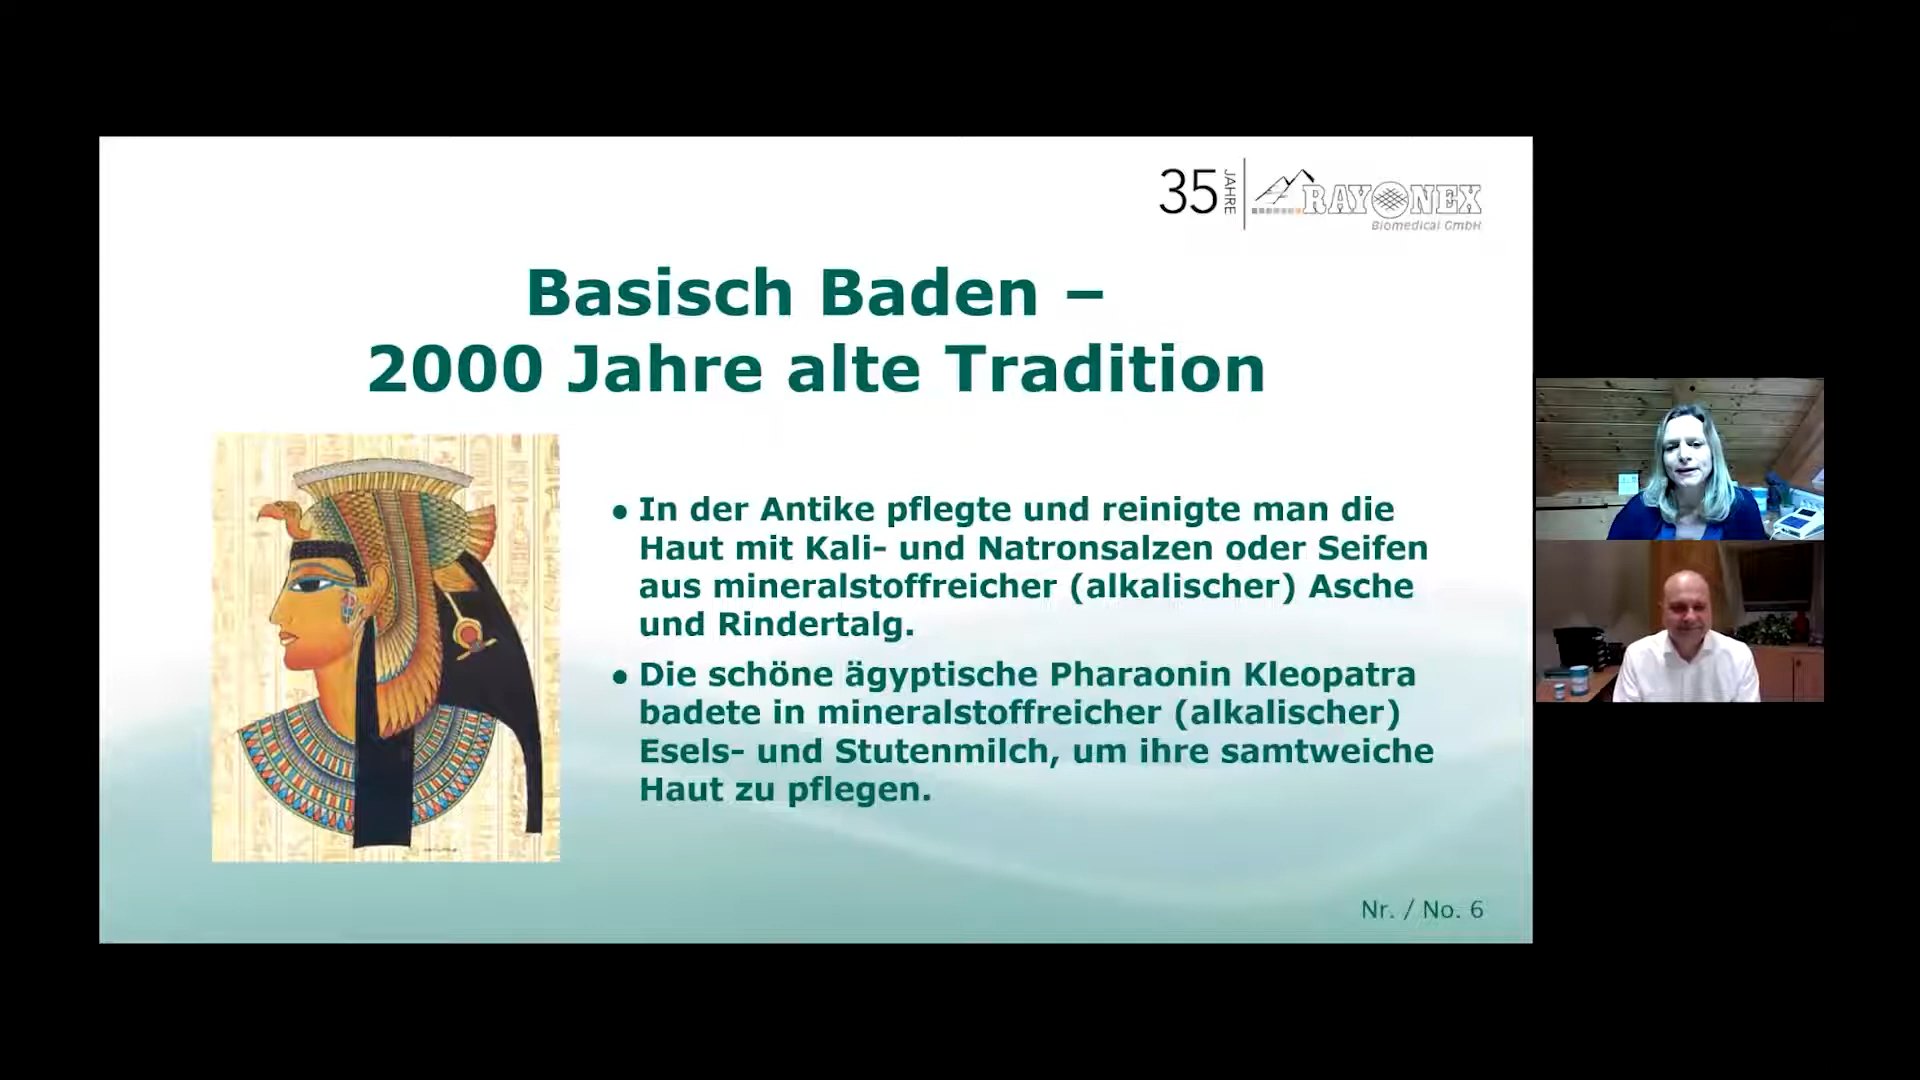 35 JAHRE
RAYONEX
Biomedical GmbH
Basisch Baden –
2000 Jahre alte Tradition
● In der Antike pflegte und reinigte man die
Haut mit Kali- und Natronsalzen oder Seifen
aus mineralstoffreicher (alkalischer) Asche
und Rindertalg.
● Die schöne ägyptische Pharaonin Kleopatra
badete in mineralstoffreicher (alkalischer)
Esels- und Stutenmilch, um ihre samtweiche
Haut zu pflegen.
Nr. / No. 6